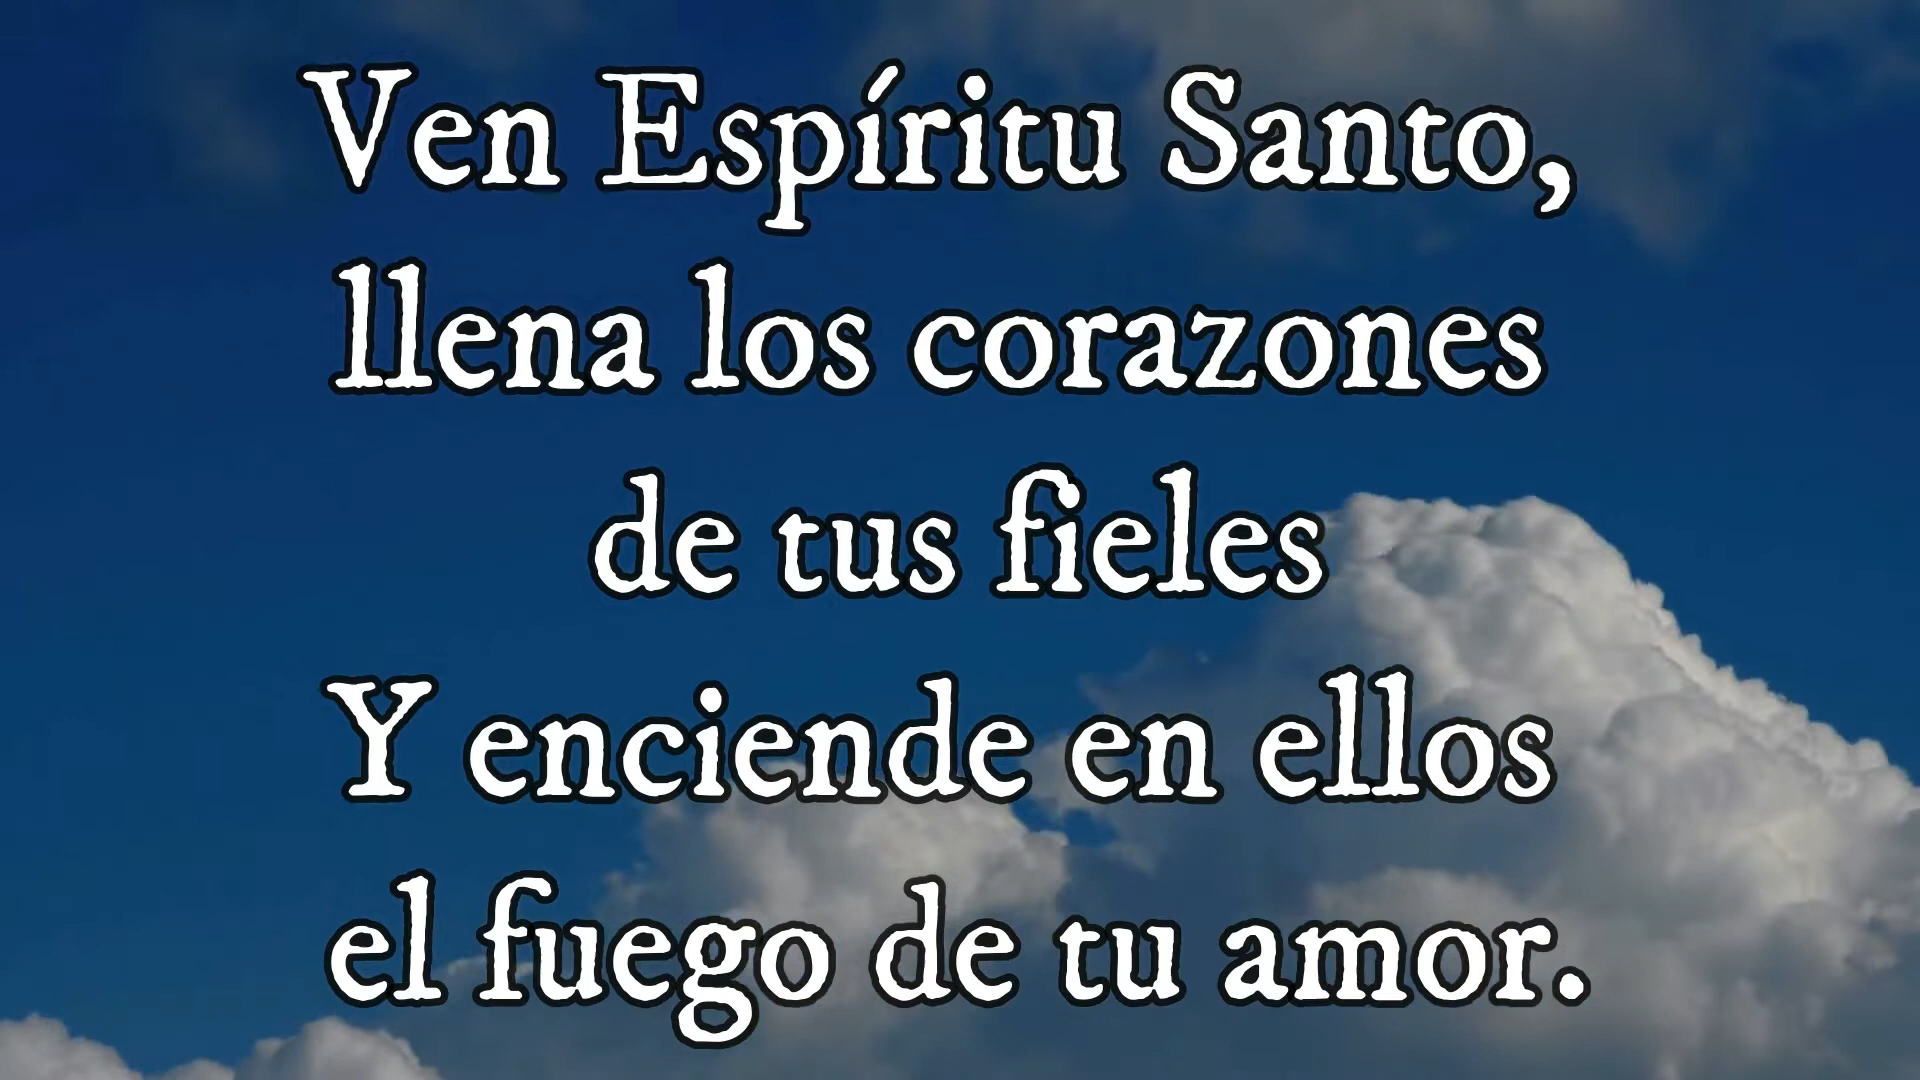 Ven Espíritu Santo,
llena los corazones
de tus fieles
Y enciende en ellos
el fuego de tu amor.